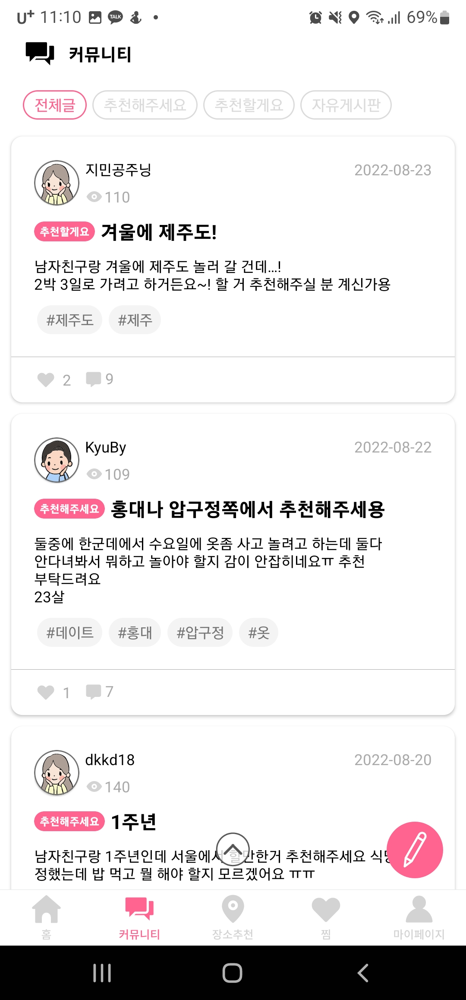 U+ 11:10 TALK 69%
커뮤니티
전체글 추천해주세요 추천할게요 자유게시판
지민공주닝 2022-08-23
110
추천할게요 겨울에 제주도!
남자친구랑 겨울에 제주도 놀러 갈 건데...!
2박 3일로 가려고 하거든요~! 할 거 추천해주실 분 계신가용
#제주도 #제주
2 9
KyuBy 2022-08-22
109
추천해주세요 홍대나 압구정쪽에서 추천해주세용
둘중에 한군데에서 수요일에 옷좀 사고 놀려고 하는데 둘다
안다녀봐서 뭐하고 놀아야 할지 감이 안잡히네요ㅠ 추천
부탁드려요
23살
#데이트 #홍대 #압구정 #옷
1 7
dkkd18 2022-08-20
140
추천해주세요 1주년
남자친구랑 1주년인데 서울에서 할만한거 추천해주세요
정했는데 밥 먹고 뭘 해야 할지 모르겠어요 ㅠㅠ
홈 커뮤니티 장소추천 찜 마이페이지